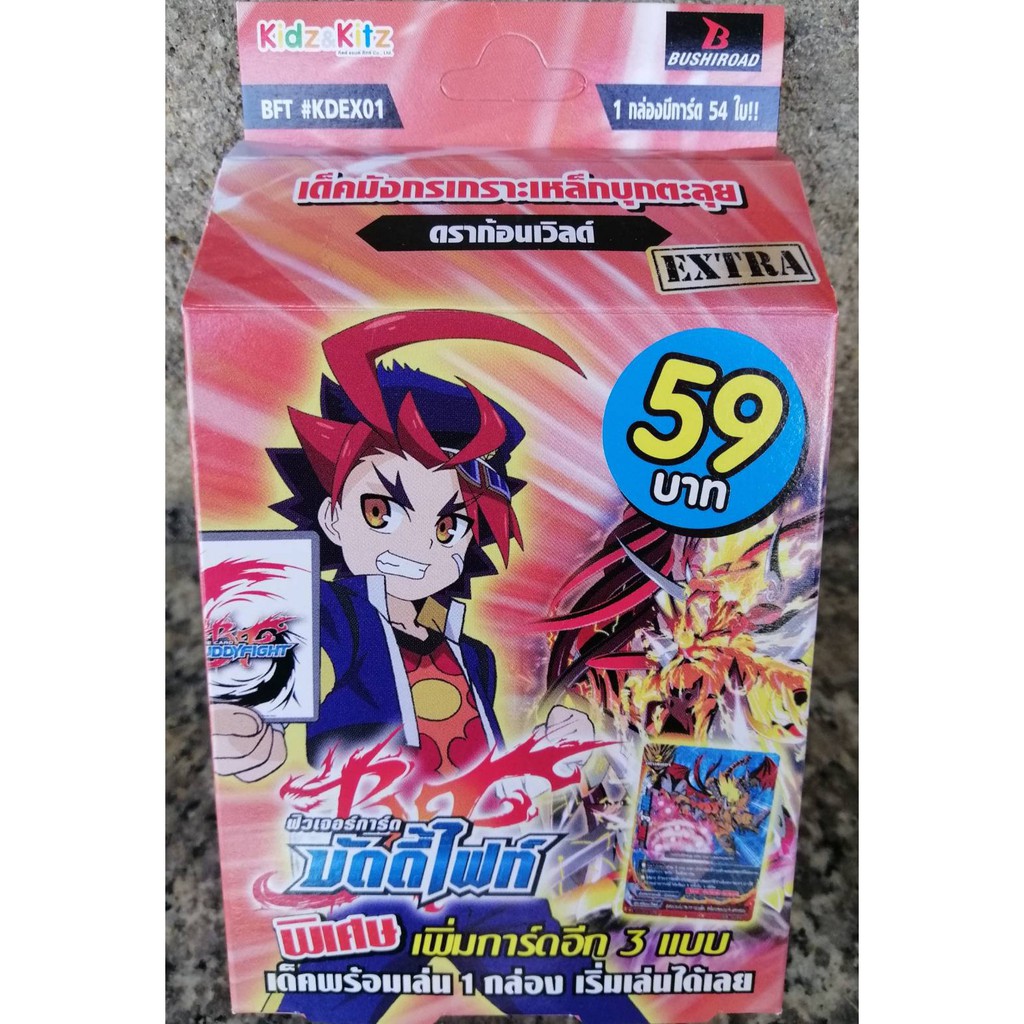 Kidz&Kitz
BUSHIROAD
BFT #KDEX01
1 กล่องมีการ์ด 54 ใบ!!
เด็คมังกรเกราะเหล็กบุกตะลุย
ดราก้อนเวิลด์
EXTRA
59
บาท
CARD
UDDYFIGHT
ฟิวเจอร์การ์ด
บัดดี้ไฟท์
พิเศษ เพิ่มการ์ดอีก 3 แบบ
เด็คพร้อมเล่น 1 กล่อง เริ่มเล่นได้เลย